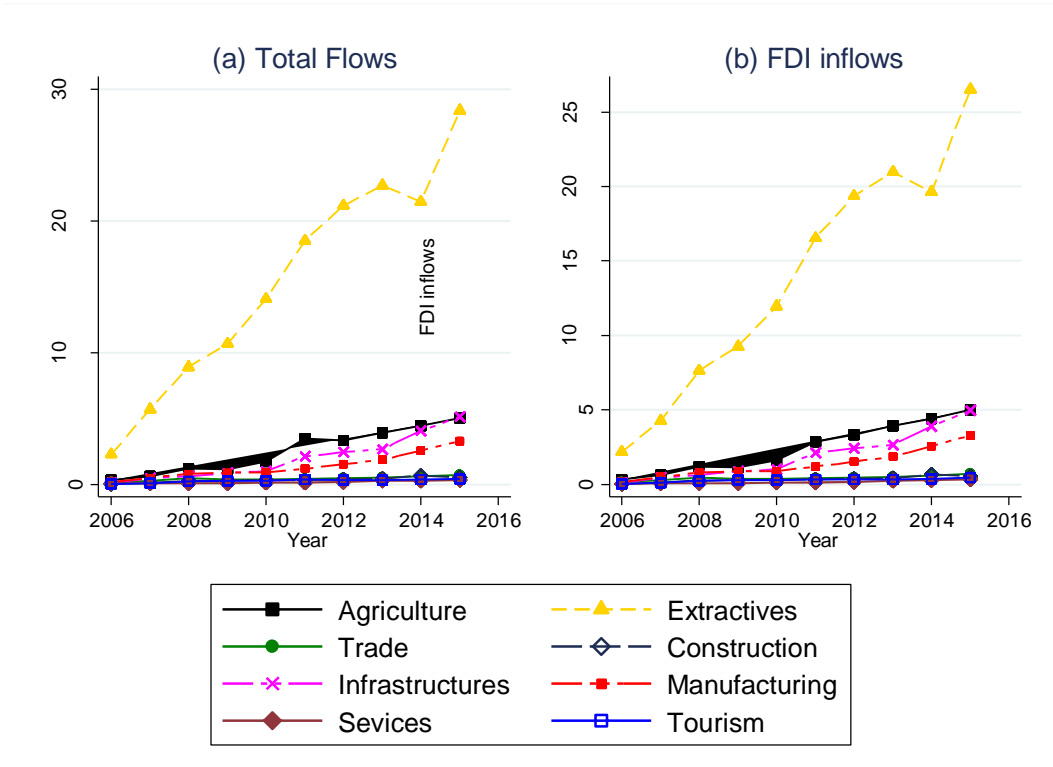 (a) Total Flows
(b) FDI inflows
30
20
10
0
FDI inflows
25
20
15
10
5
0
2006 2008 2010 2012 2014 2016
Year
2006 2008 2010 2012 2014 2016
Year
Agriculture
Extractives
Trade
Construction
Infrastructures
Manufacturing
Sevices
Tourism